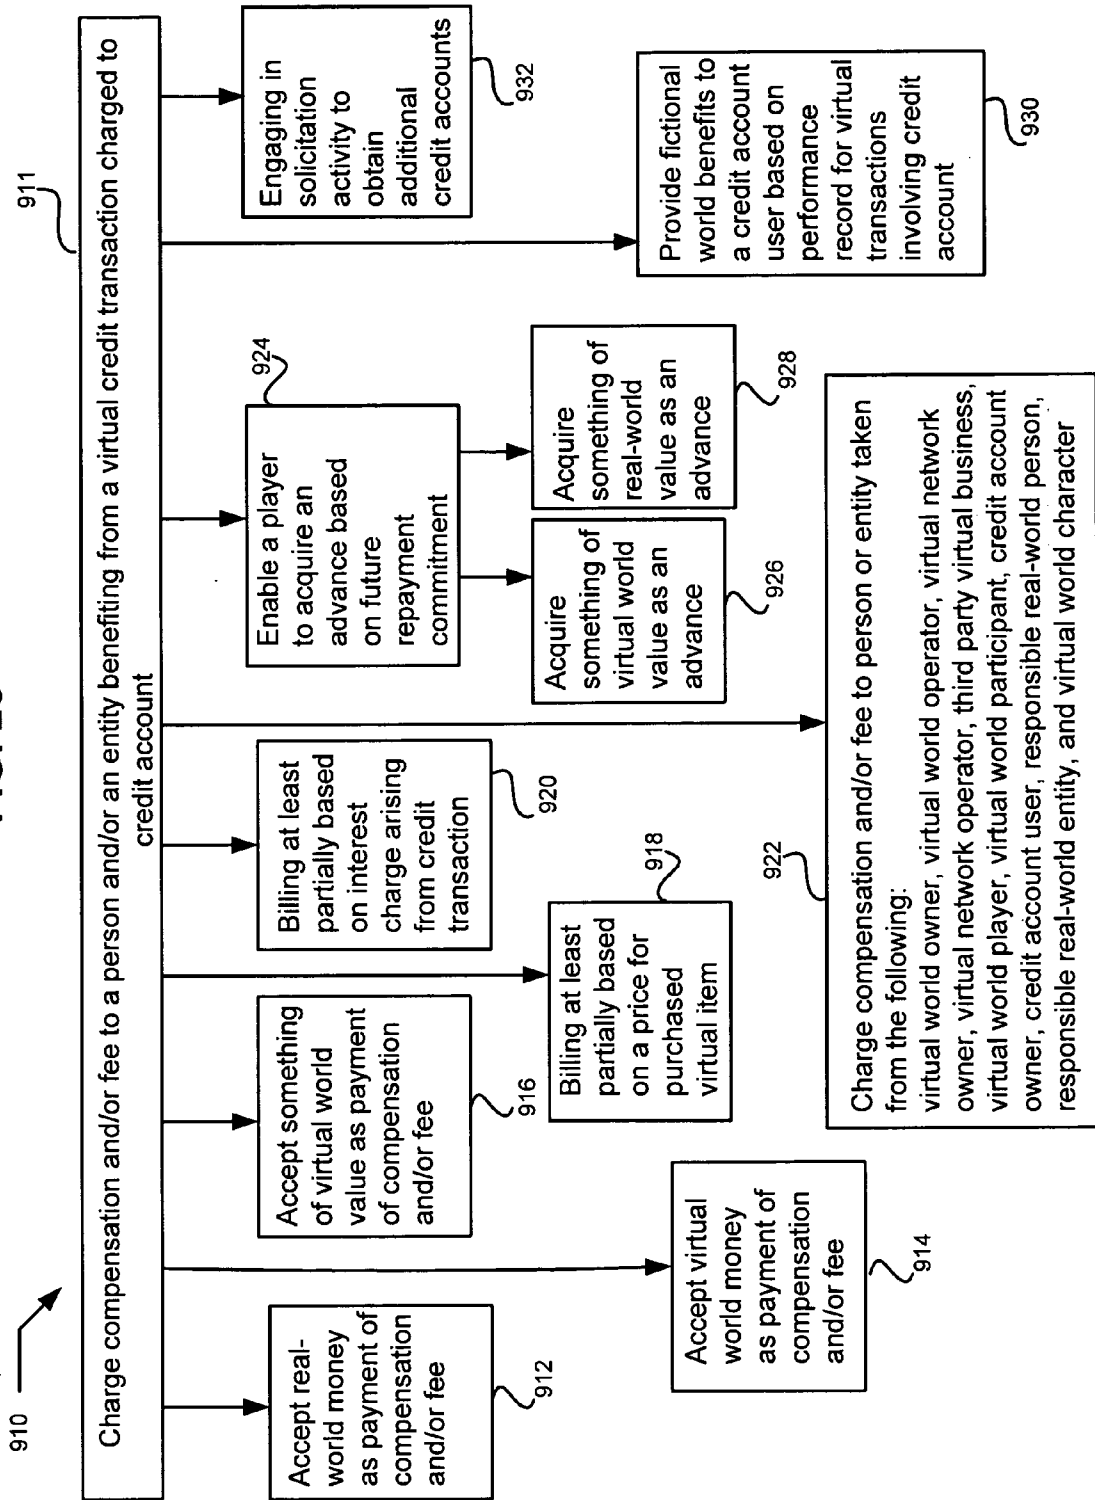 910
911
Charge compensation and/or fee to a person and/or an entity benefiting from a virtual credit transaction charged to
credit account
Accept real-
world money
as payment of
compensation
and/or fee
912
Accept virtual
world money
as payment of
compensation
and/or fee
914
Accept something
of virtual world
value as payment
of compensation
and/or fee
916
Billing at least
partially based
on a price for
purchased
virtual item
918
Billing at least
partially based
on interest
charge arising
from credit
transaction
920
Charge compensation and/or fee to person or entity taken
from the following:
virtual world owner, virtual world operator, virtual network
owner, virtual network operator, third party virtual business,
virtual world player, virtual world participant, credit account
owner, credit account user, responsible real-world person,
responsible real-world entity, and virtual world character
922
Enable a player
to acquire an
advance based
on future
repayment
commitment
924
Acquire
something of
virtual world
value as an
advance
926
Acquire
something of
real-world
value as an
advance
928
Provide fictional
world benefits to
a credit account
user based on
performance
record for virtual
transactions
involving credit
account
930
Engaging in
solicitation
activity to
obtain
additional
credit accounts
932